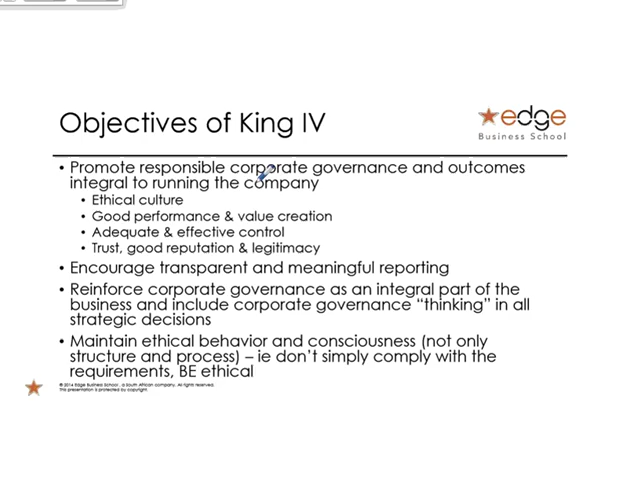 Objectives of King IV
edge
Business School
• Promote responsible corporate governance and outcomes
integral to running the company
• Ethical culture
• Good performance & value creation
• Adequate & effective control
• Trust, good reputation & legitimacy
• Encourage transparent and meaningful reporting
• Reinforce corporate governance as an integral part of the
business and include corporate governance “thinking” in all
strategic decisions
• Maintain ethical behavior and consciousness (not only
structure and process) – ie don’t simply comply with the
requirements, BE ethical
© 2016 Edge Business School, a South African company. All rights reserved.
This presentation is protected by copyright.